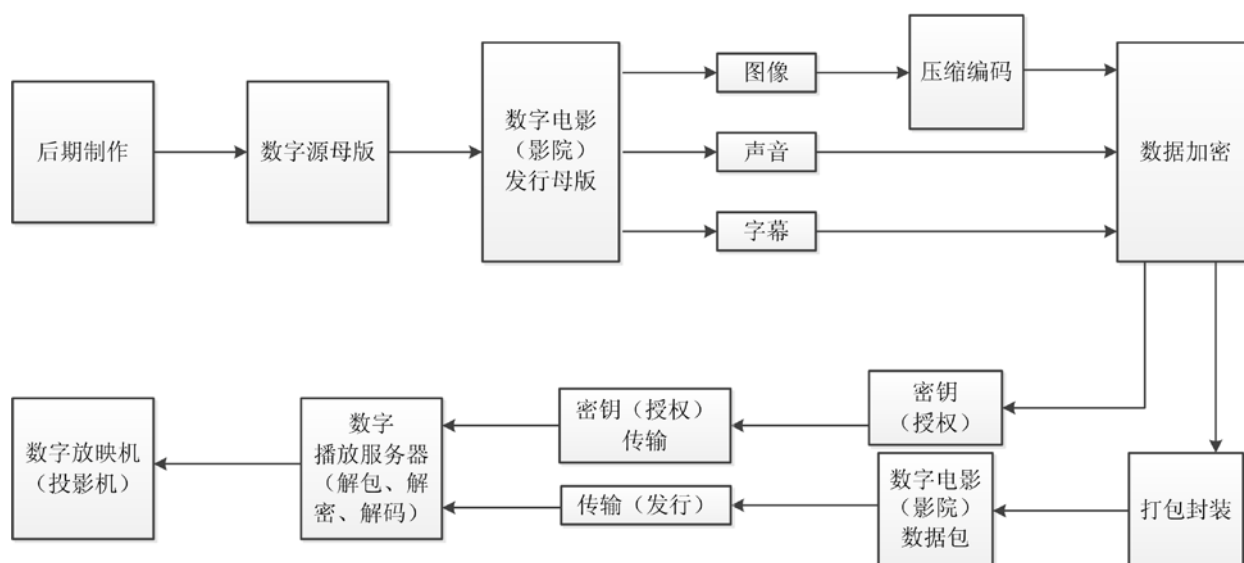 后期制作
数字源母版
数字电影
（影院）
发行母版
图像
压缩编码
声音
字幕
数据加密
密钥
（授权）
密钥（授权）
传输
数字
播放服务器
（解包、解
密、解码）
数字放映机
（投影机）
打包封装
数字电影
（影院）
数据包
传输（发行）